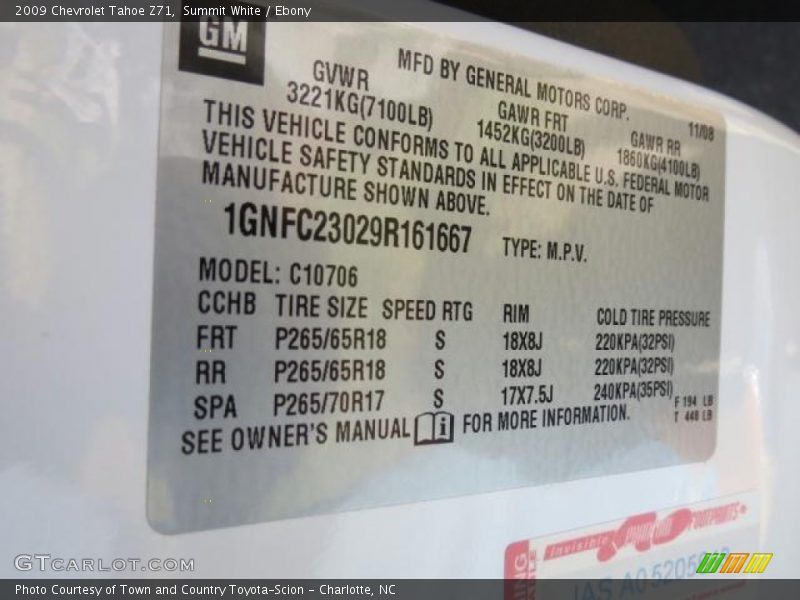 2009 Chevrolet Tahoe Z71, Summit White / Ebony
GM
MFD BY GENERAL MOTORS CORP.
11/08
GVWR
3221KG(7100LB)
GAWR FRT
1452KG(3200LB)
GAWR RR
1860KG(4100LB)
THIS VEHICLE CONFORMS TO ALL APPLICABLE U.S. FEDERAL MOTOR
VEHICLE SAFETY STANDARDS IN EFFECT ON THE DATE OF
MANUFACTURE SHOWN ABOVE.
1GNFC23029R161667 TYPE: M.P.V.
MODEL: C10706
CCHB TIRE SIZE SPEED RTG RIM COLD TIRE PRESSURE
FRT P265/65R18 S 18X8J 220KPA(32PSI)
RR P265/65R18 S 18X8J 220KPA(32PSI)
SPA P265/70R17 S 17X7.5J 240KPA(35PSI)
F 194 LB
T 448 LB
SEE OWNER'S MANUAL i FOR MORE INFORMATION.
Invisible FOOTPRINTS
GTCARLOT.COM
Photo Courtesy of Town and Country Toyota-Scion - Charlotte, NC